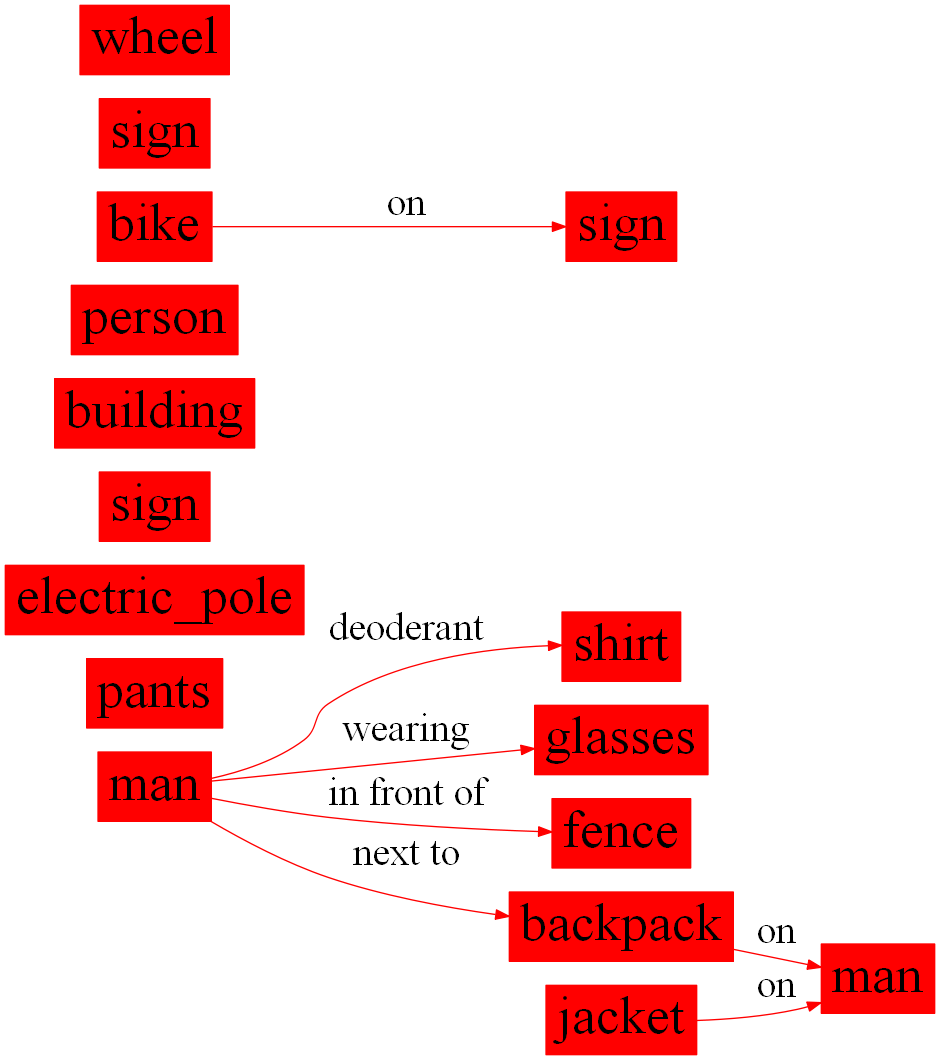 wheel
sign
bike on sign
person
building
sign
electric_pole
deoderant shirt
pants
wearing glasses
man
in front of fence
next to
backpack on man
jacket on